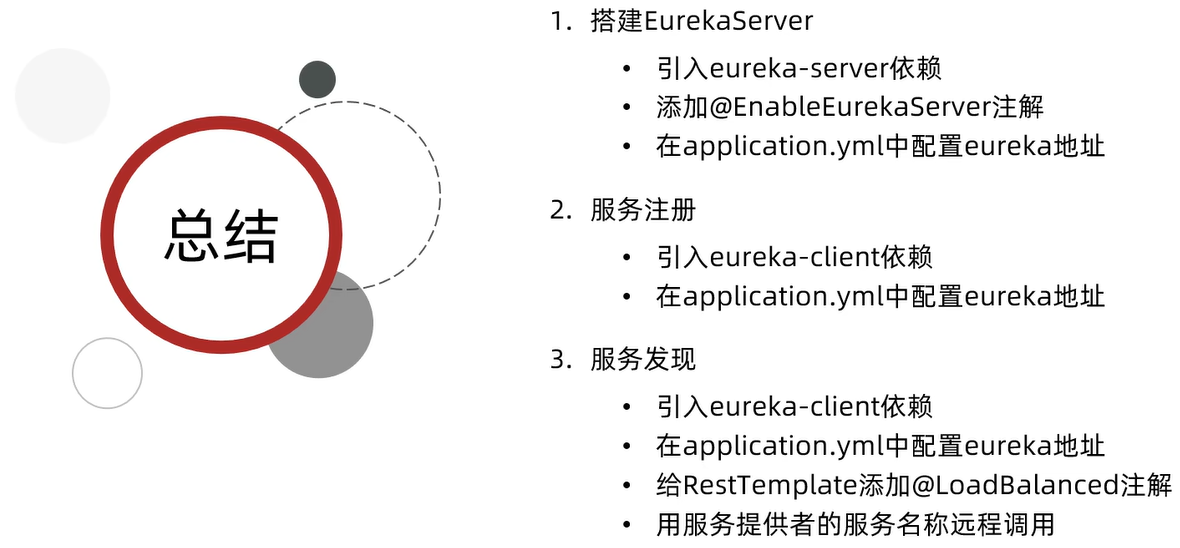 总结
1. 搭建EurekaServer
• 引入eureka-server依赖
• 添加@EnableEurekaServer注解
• 在application.yml中配置eureka地址
2. 服务注册
• 引入eureka-client依赖
• 在application.yml中配置eureka地址
3. 服务发现
• 引入eureka-client依赖
• 在application.yml中配置eureka地址
• 给RestTemplate添加@LoadBalanced注解
• 用服务提供者的服务名称远程调用